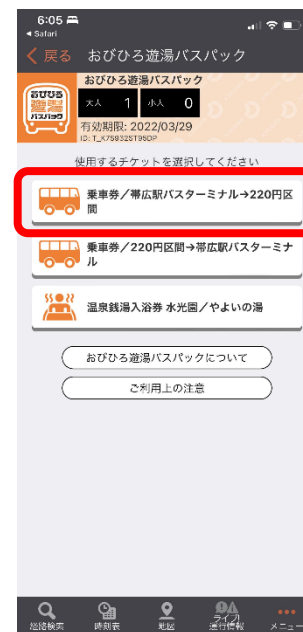 6:05
Safari
戻る おびひろ遊湯バスパック
おびひろ
遊湯
バスパック
おびひろ遊湯バスパック
大人 1 小人 0
有効期限: 2022/03/29
ID: T_K7S932ST95DP
使用するチケットを選択してください
乗車券／帯広駅バスターミナル→220円区
間
乗車券／220円区間→帯広駅バスターミナ
ル
温泉銭湯入浴券 水光園／やよいの湯
おびひろ遊湯バスパックについて
ご利用上の注意
経路検索 時刻表 地図 ライブ!運行情報 メニュー